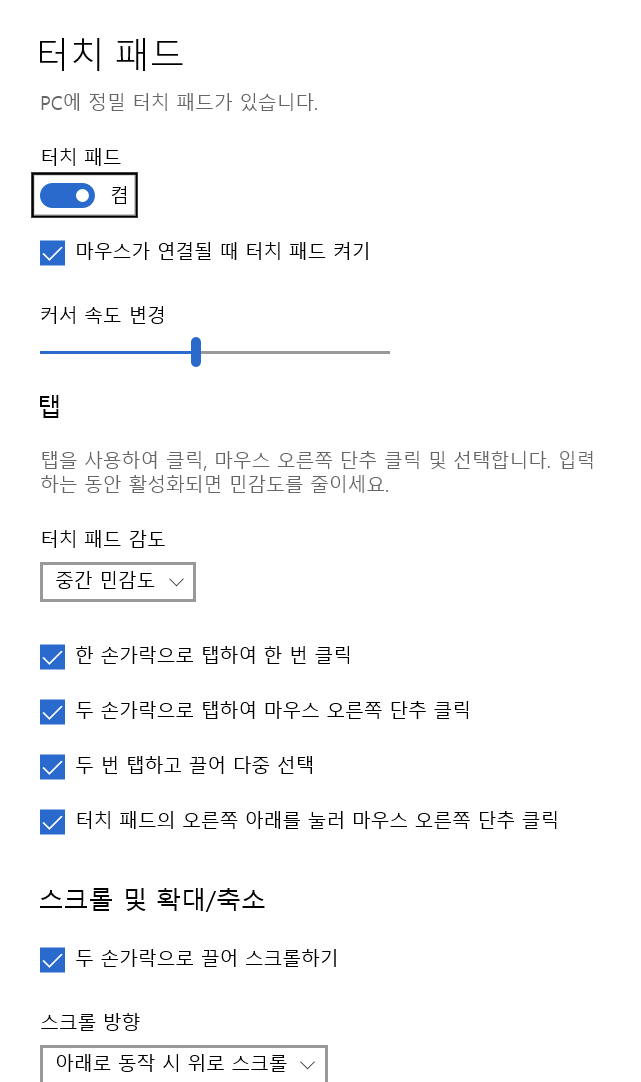 터치 패드
PC에 정밀 터치 패드가 있습니다.
터치 패드
켬
마우스가 연결될 때 터치 패드 켜기
커서 속도 변경
탭
탭을 사용하여 클릭, 마우스 오른쪽 단추 클릭 및 선택합니다. 입력
하는 동안 활성화되면 민감도를 줄이세요.
터치 패드 감도
중간 민감도
한 손가락으로 탭하여 한 번 클릭
두 손가락으로 탭하여 마우스 오른쪽 단추 클릭
두 번 탭하고 끌어 다중 선택
터치 패드의 오른쪽 아래를 눌러 마우스 오른쪽 단추 클릭
스크롤 및 확대/축소
두 손가락으로 끌어 스크롤하기
스크롤 방향
아래로 동작 시 위로 스크롤